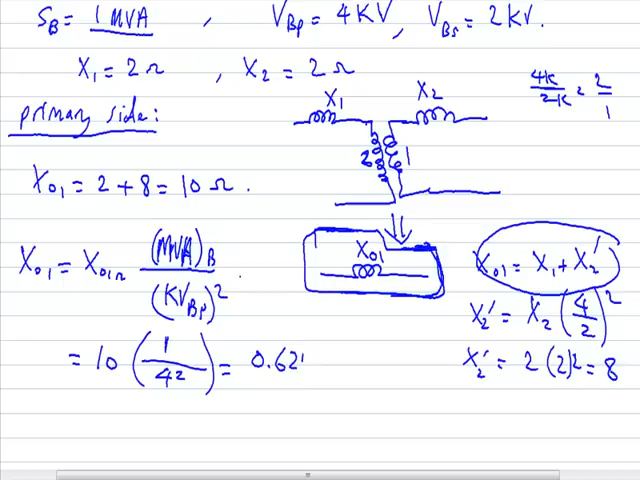 S_B = 1 MVA , V_Bp = 4 KV , V_Bs = 2 KV.
X_1 = 2 Ω , X_2 = 2 Ω
4K/2K = 2/1
primary side:
X_1 X_2
2 1
X_01 = 2 + 8 = 10 Ω.
X_01 = X_01Ω (MVA)_B / (KV_Bp)^2 .
X_01
X_01 = X_1 + X_2'
X_2' = X_2 (4/2)^2
= 10 (1/4^2) = 0.62
X_2' = 2 (2)^2 = 8